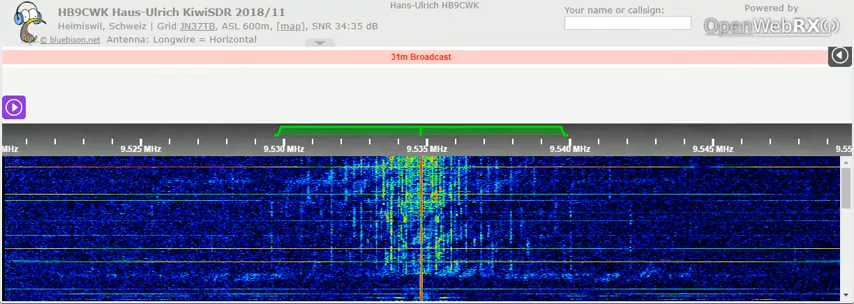 HB9CWK Haus-Ulrich KiwiSDR 2018/11
Hans-Ulrich HB9CWK
Your name or callsign:
Powered by
Heimiswil, Schweiz | Grid JN37TB, ASL 600m, [map], SNR 34:35 dB
OpenWebRX
© bluebison.net Antenna: Longwire = Horizontal
31m Broadcast
MHz 9.525 MHz 9.530 MHz 9.535 MHz 9.540 MHz 9.545 MHz 9.55